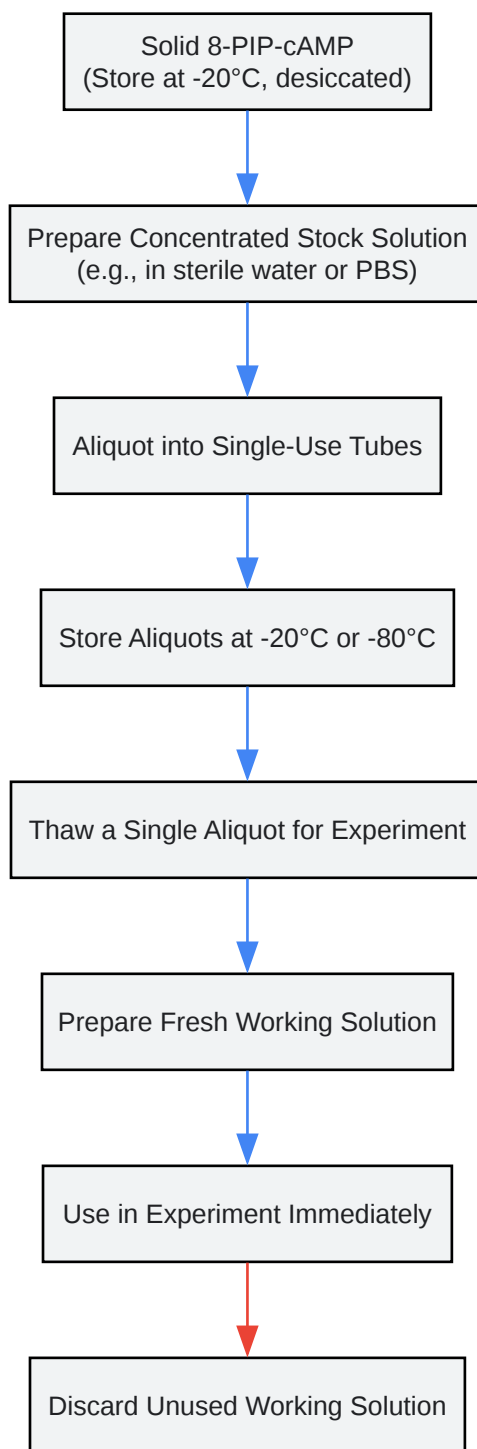 Solid 8-PIP-cAMP
(Store at -20°C, desiccated)
Prepare Concentrated Stock Solution
(e.g., in sterile water or PBS)
Aliquot into Single-Use Tubes
Store Aliquots at -20°C or -80°C
Thaw a Single Aliquot for Experiment
Prepare Fresh Working Solution
Use in Experiment Immediately
Discard Unused Working Solution